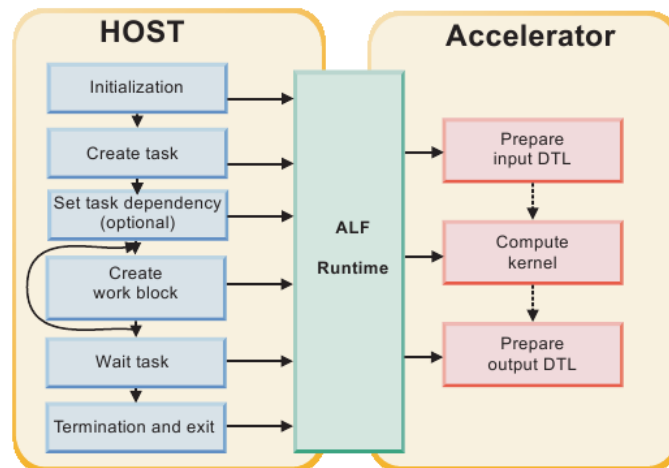 HOST
Initialization
Create task
Set task dependency
(optional)
Create
work block
Wait task
Termination and exit
ALF
Runtime
Accelerator
Prepare
input DTL
Compute
kernel
Prepare
output DTL